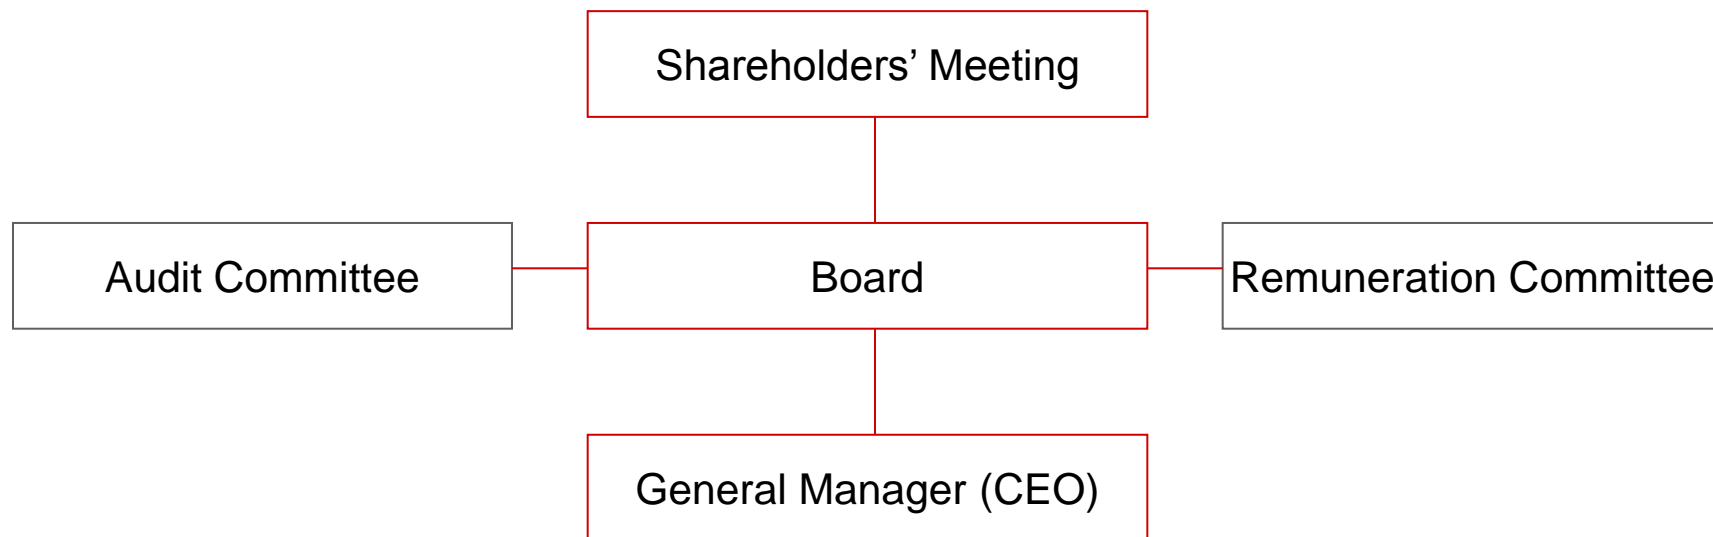 Shareholders’ Meeting
Audit Committee
Board
Remuneration Committee
General Manager (CEO)